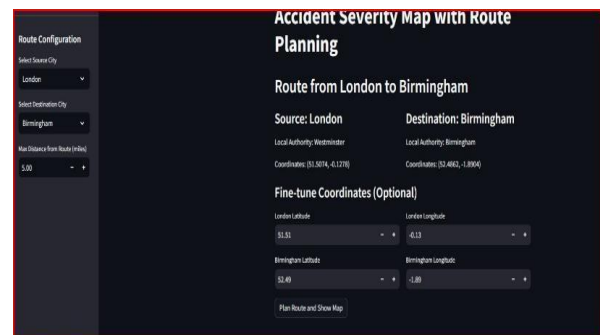 Route Configuration
Select Source City
London
Select Destination City
Birmingham
Max Distance from Route (miles)
5.00 - +
Accident Severity Map with Route
Planning
Route from London to Birmingham
Source: London
Local Authority: Westminster
Coordinates: (51.5074, -0.1278)
Destination: Birmingham
Local Authority: Birmingham
Coordinates: (52.4862, -1.8904)
Fine-tune Coordinates (Optional)
London Latitude
51.51 - +
London Longitude
-0.13 - +
Birmingham Latitude
52.49 - +
Birmingham Longitude
-1.89 - +
Plan Route and Show Map